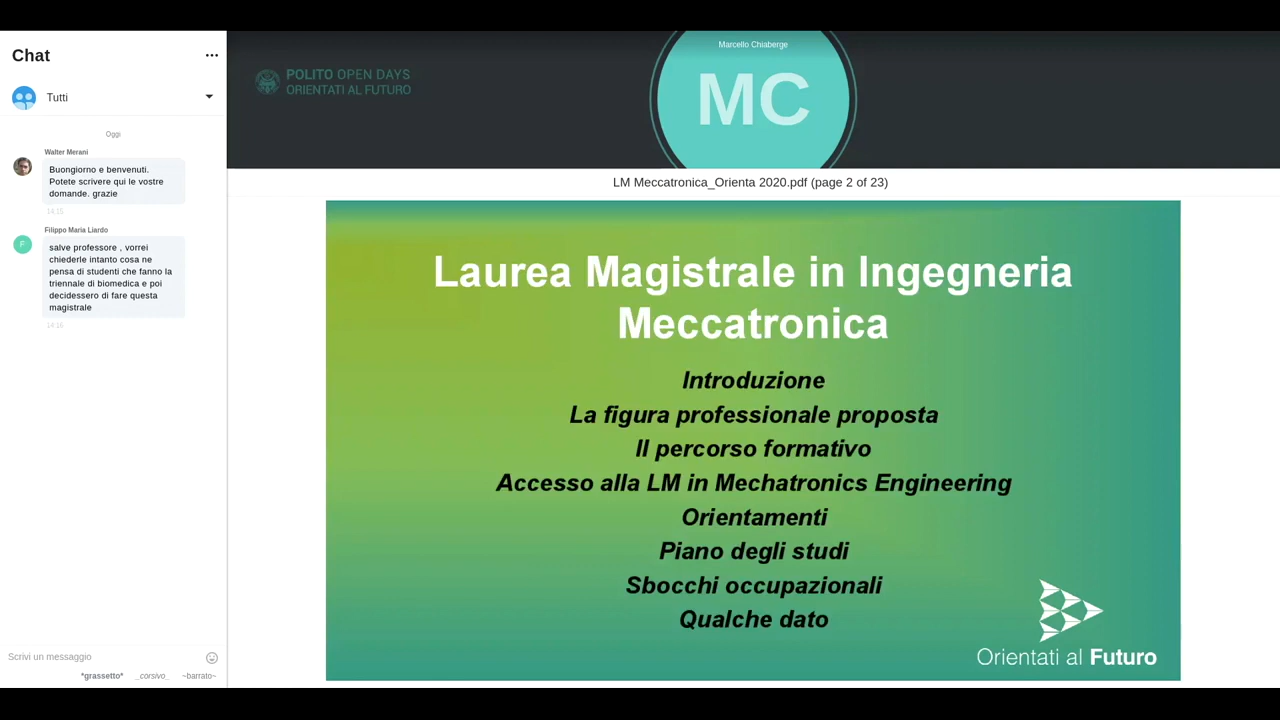 Chat
Tutti
Oggi
Walter Merani
Buongiorno e benvenuti.
Potete scrivere qui le vostre
domande. grazie
14:15
Filippo Maria Liardo
F
salve professore , vorrei
chiederle intanto cosa ne
pensa di studenti che fanno la
triennale di biomedica e poi
decidessero di fare questa
magistrale
14:16
Scrivi un messaggio
*grassetto* _corsivo_ ~barrato~
POLITO OPEN DAYS
ORIENTATI AL FUTURO
Marcello Chiaberge
MC
LM Meccatronica_Orienta 2020.pdf (page 2 of 23)
Laurea Magistrale in Ingegneria
Meccatronica
Introduzione
La figura professionale proposta
Il percorso formativo
Accesso alla LM in Mechatronics Engineering
Orientamenti
Piano degli studi
Sbocchi occupazionali
Qualche dato
Orientati al Futuro